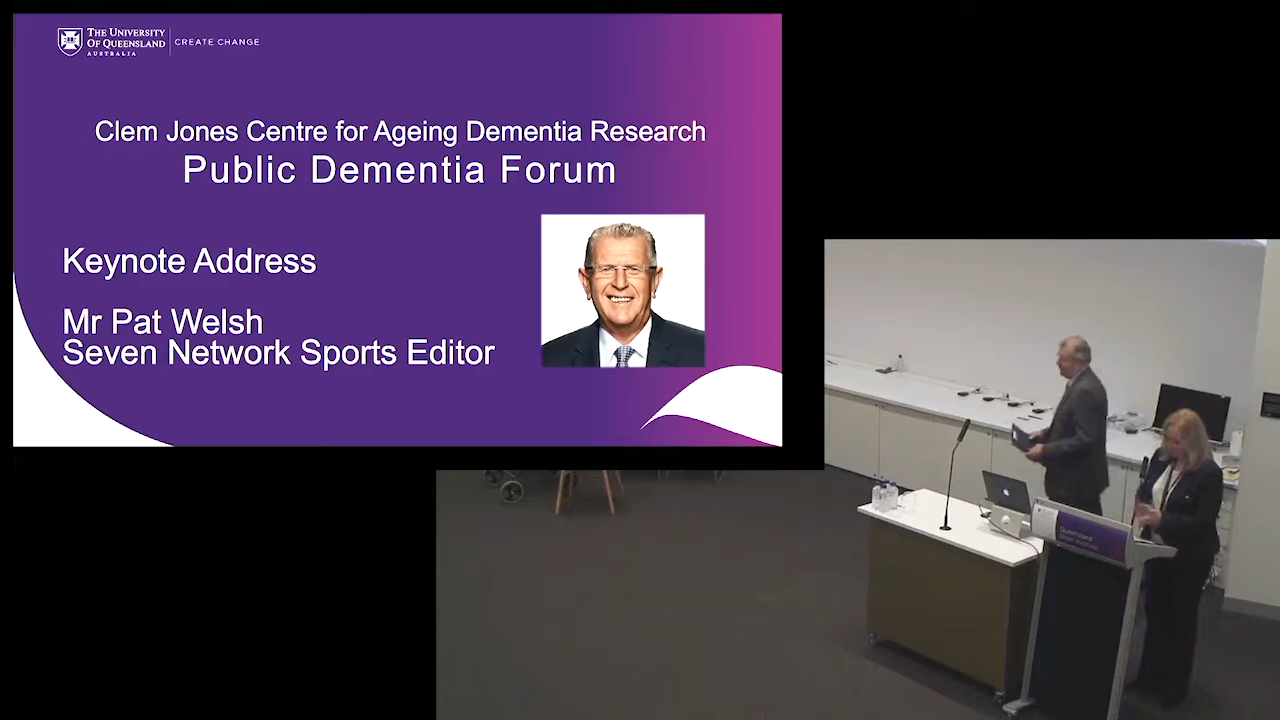 THE UNIVERSITY
OF QUEENSLAND
AUSTRALIA
CREATE CHANGE
Clem Jones Centre for Ageing Dementia Research
Public Dementia Forum
Keynote Address
Mr Pat Welsh
Seven Network Sports Editor
Queensland